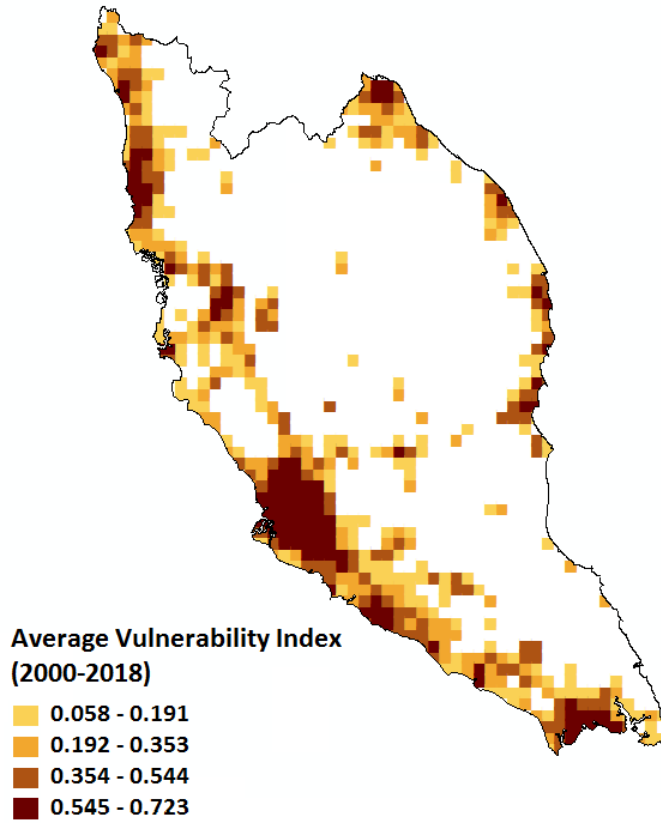 Average Vulnerability Index
(2000-2018)
0.058 - 0.191
0.192 - 0.353
0.354 - 0.544
0.545 - 0.723